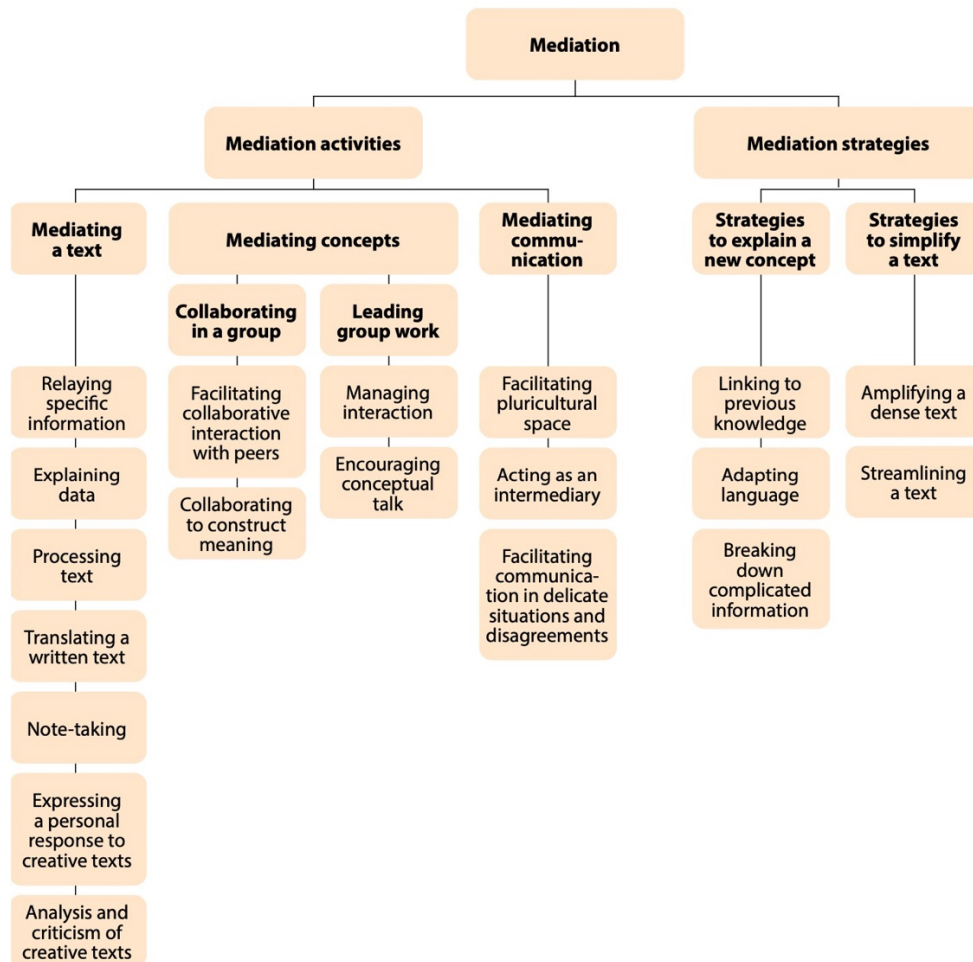 Mediation
Mediation activities
Mediation strategies
Mediating
a text
Mediating concepts
Mediating
commu-
nication
Strategies
to explain a
new concept
Strategies
to simplify
a text
Collaborating
in a group
Leading
group work
Relaying
specific
information
Explaining
data
Processing
text
Translating a
written text
Note-taking
Expressing
a personal
response to
creative texts
Analysis and
criticism of
creative texts
Facilitating
collaborative
interaction
with peers
Collaborating
to construct
meaning
Managing
interaction
Encouraging
conceptual
talk
Facilitating
pluricultural
space
Acting as an
intermediary
Facilitating
communica-
tion in delicate
situations and
disagreements
Linking to
previous
knowledge
Adapting
language
Breaking
down
complicated
information
Amplifying a
dense text
Streamlining
a text